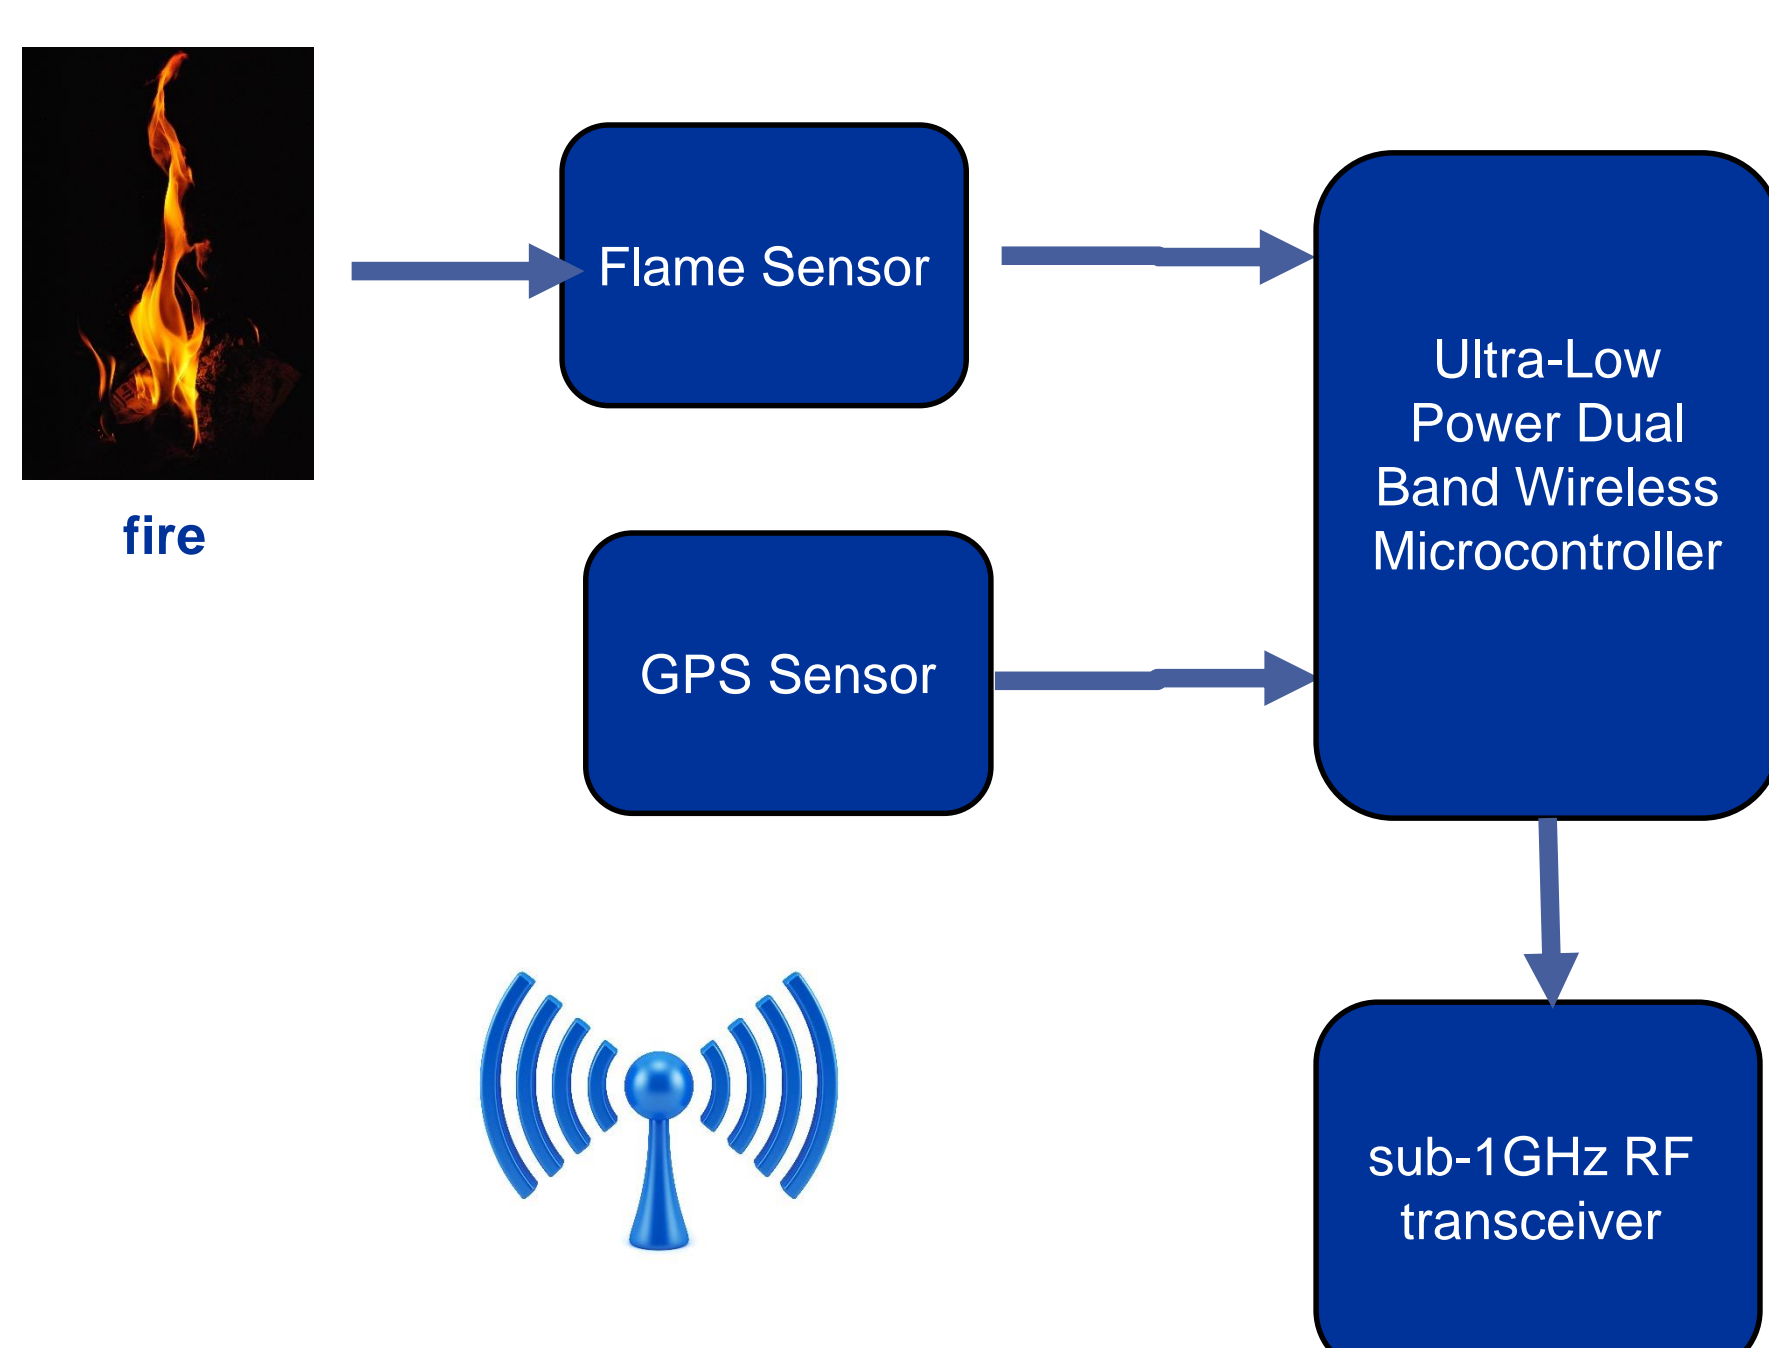 Flame Sensor
fire
Ultra-Low
Power Dual
Band Wireless
Microcontroller
GPS Sensor
sub-1GHz RF
transceiver